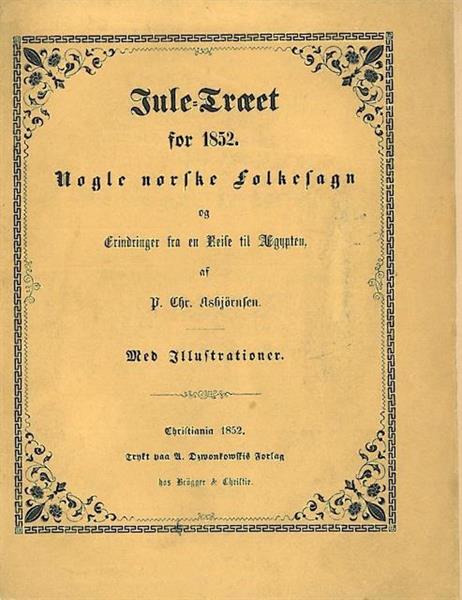 Jule-Træet
for 1852.
Nogle norske Folkesagn
og
Erindringer fra en Reise til Ægypten,
af
P. Chr. Asbjörnsen.
Med Illustrationer.
Christiania 1852.
Trykt paa A. Dzwonkowskis Forlag
hos Brögger & Christie.